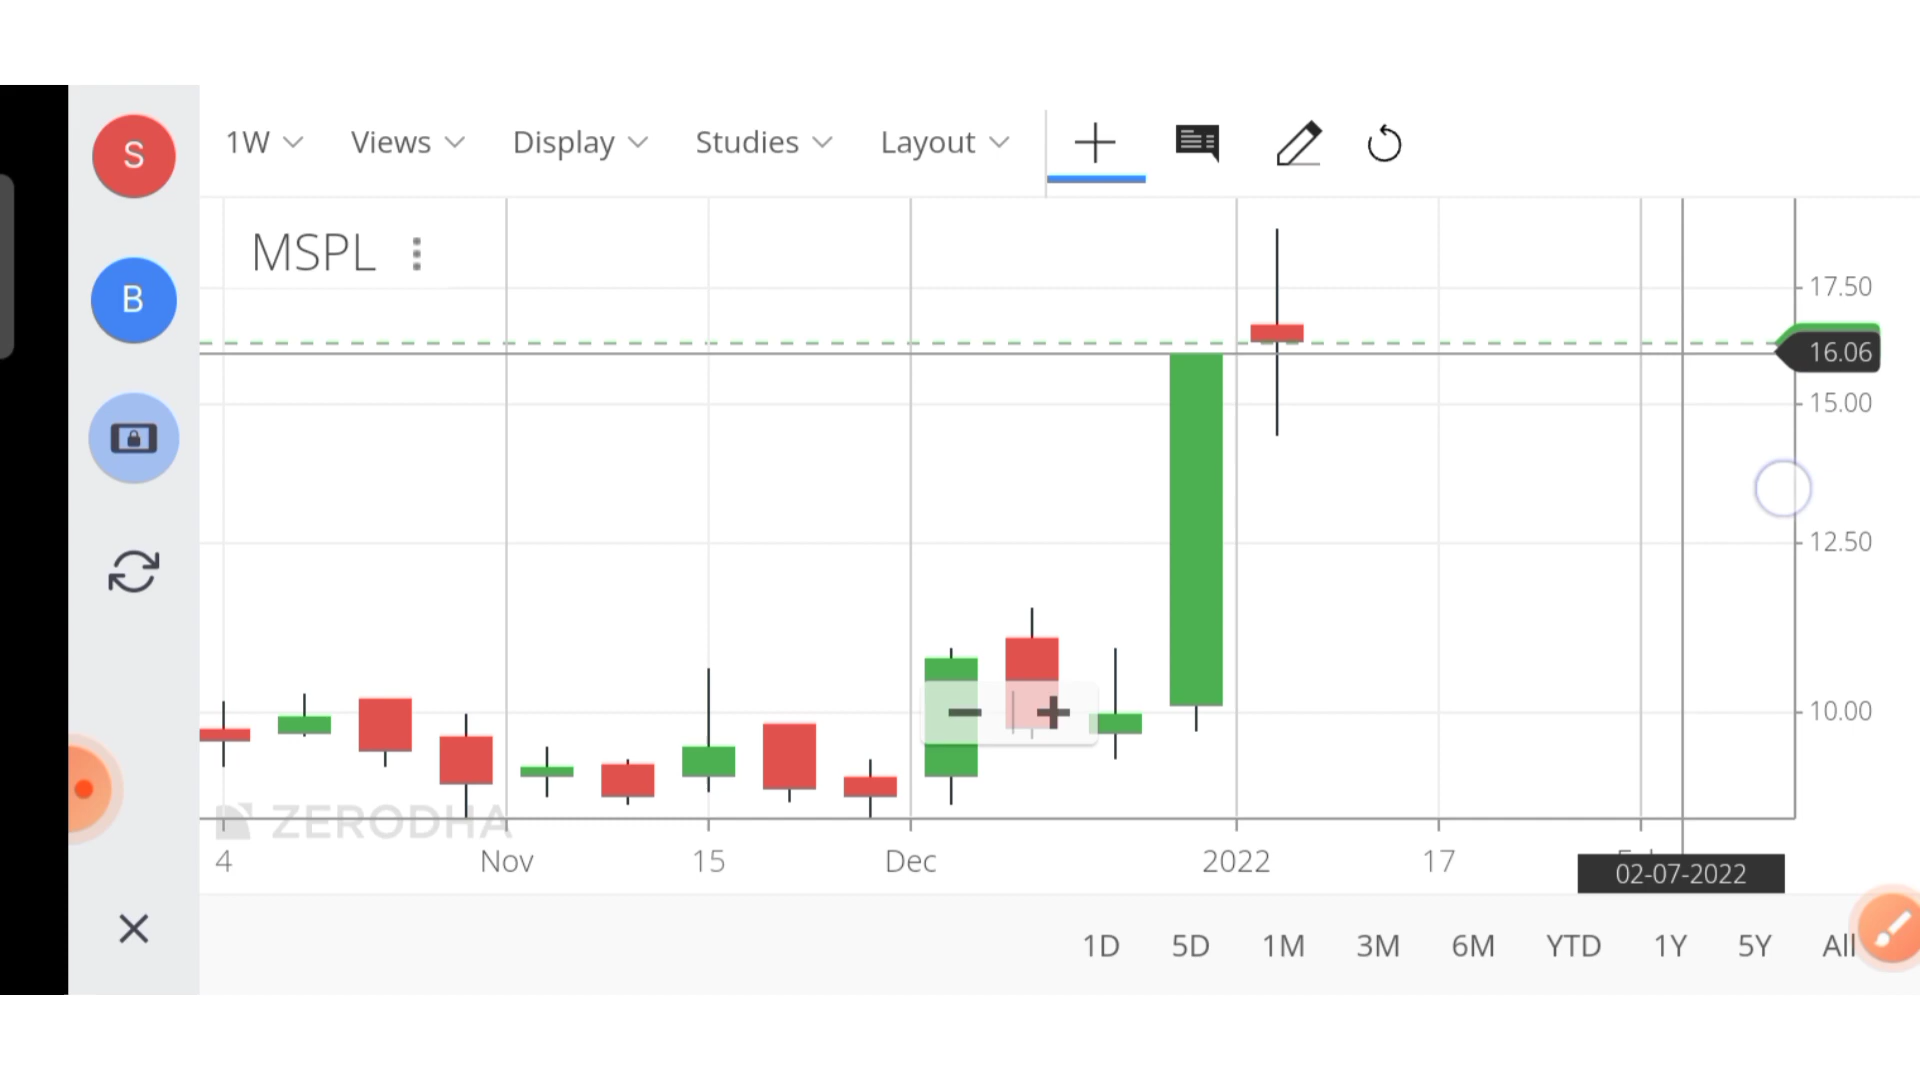 S
1W Views Display Studies Layout
B
MSPL
17.50
16.06
15.00
12.50
10.00
ZERODHA
4 Nov 15 Dec 2022 17
02-07-2022
1D 5D 1M 3M 6M YTD 1Y 5Y All